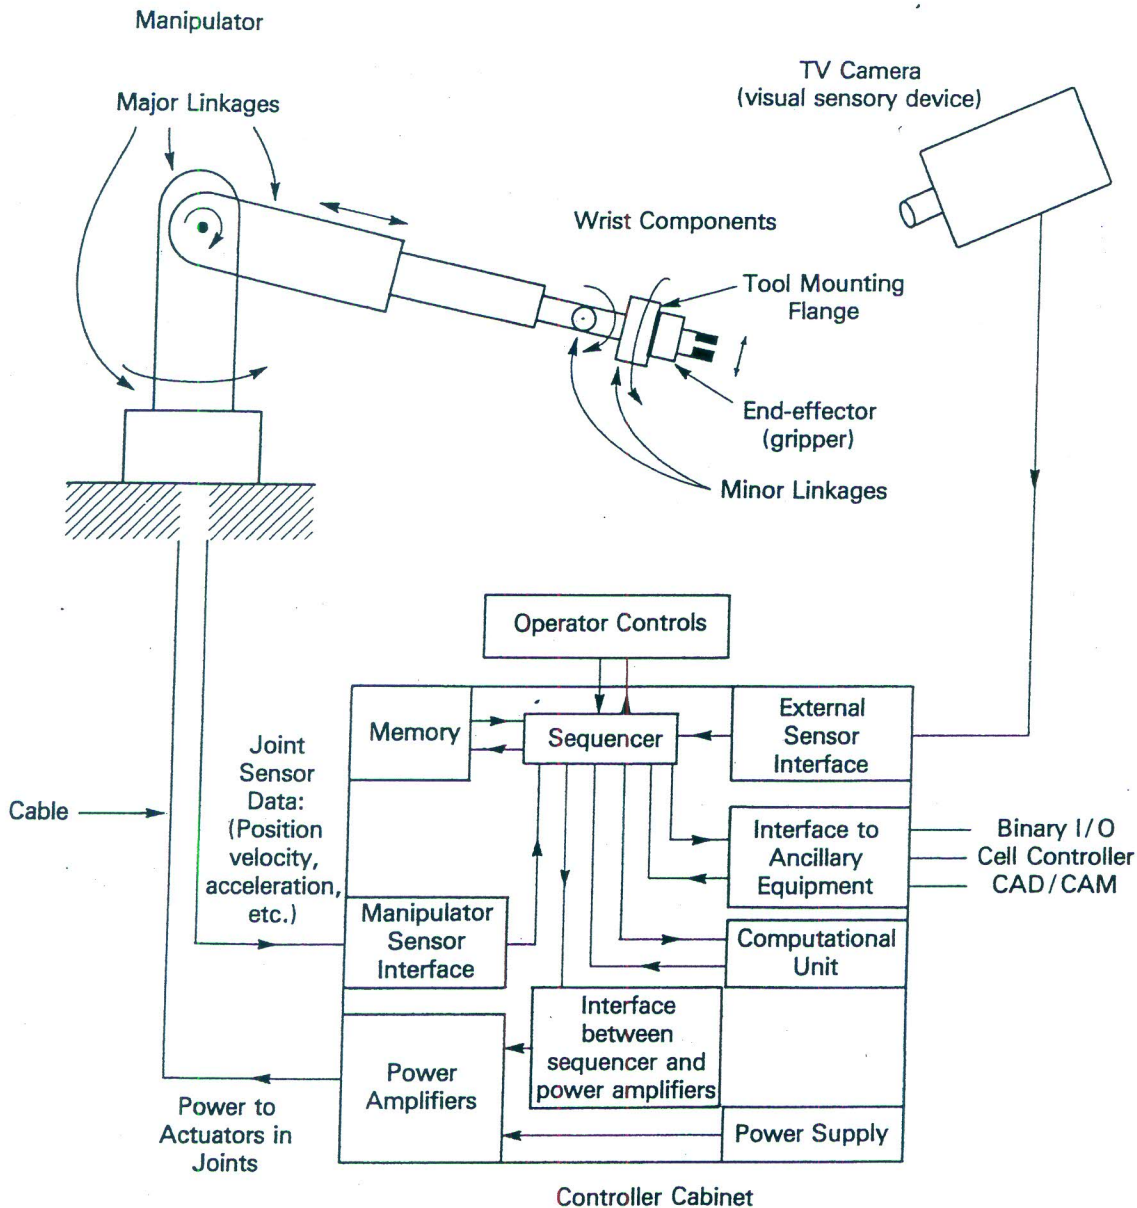 Manipulator
Major Linkages
TV Camera
(visual sensory device)
Wrist Components
Tool Mounting
Flange
End-effector
(gripper)
Minor Linkages
Operator Controls
Memory
Sequencer
External
Sensor
Interface
Joint
Sensor
Data:
(Position
velocity,
acceleration,
etc.)
Cable
Interface to
Ancillary
Equipment
Binary I/O
Cell Controller
CAD/CAM
Manipulator
Sensor
Interface
Computational
Unit
Interface
between
sequencer and
power amplifiers
Power
Amplifiers
Power to
Actuators in
Joints
Power Supply
Controller Cabinet